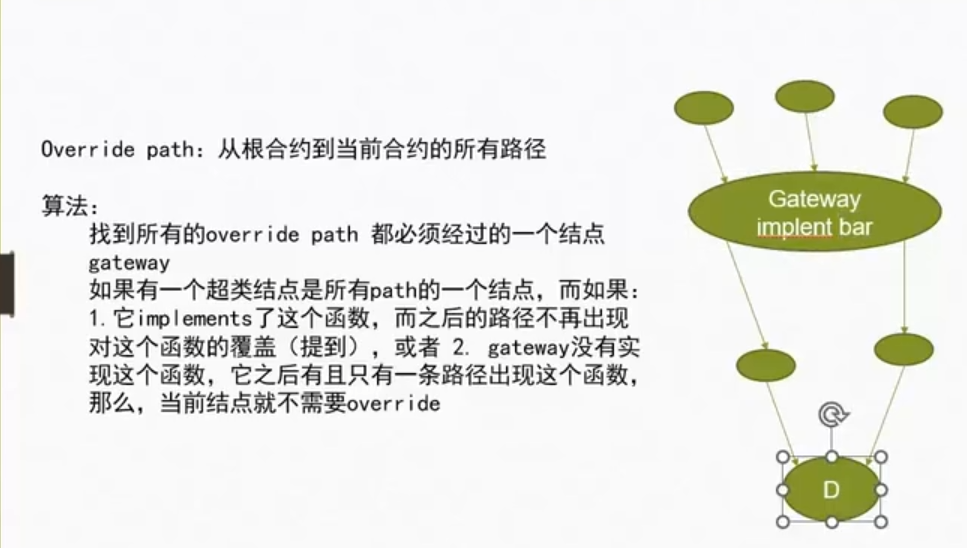 Override path: 从根合约到当前合约的所有路径
算法：
找到所有的override path 都必须经过的一个结点
gateway
如果有一个超类结点是所有path的一个结点，而如果：
1.它implements了这个函数，而之后的路径不再出现
对这个函数的覆盖（提到），或者 2. gateway没有实
现这个函数，它之后有且只有一条路径出现这个函数，
那么，当前结点就不需要override
Gateway
implent bar
D